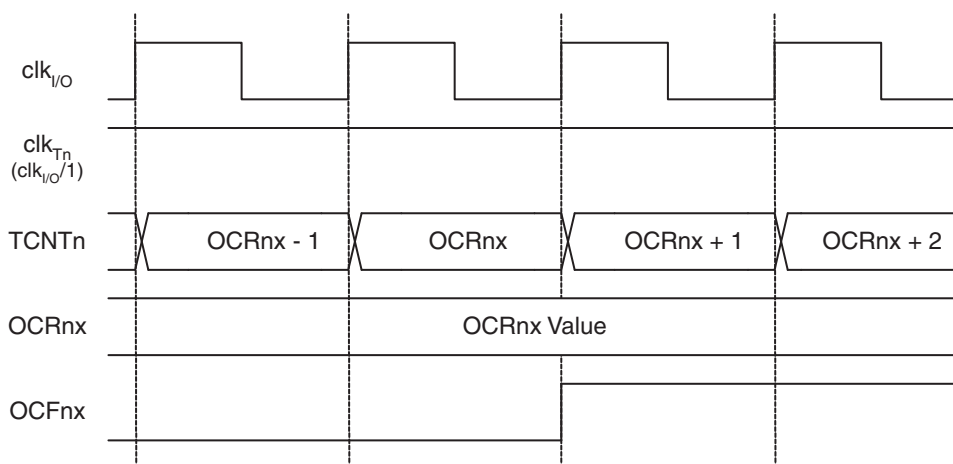 clkI/O
clkTn
(clkI/O/1)
TCNTn OCRnx - 1 OCRnx OCRnx + 1 OCRnx + 2
OCRnx OCRnx Value
OCFnx